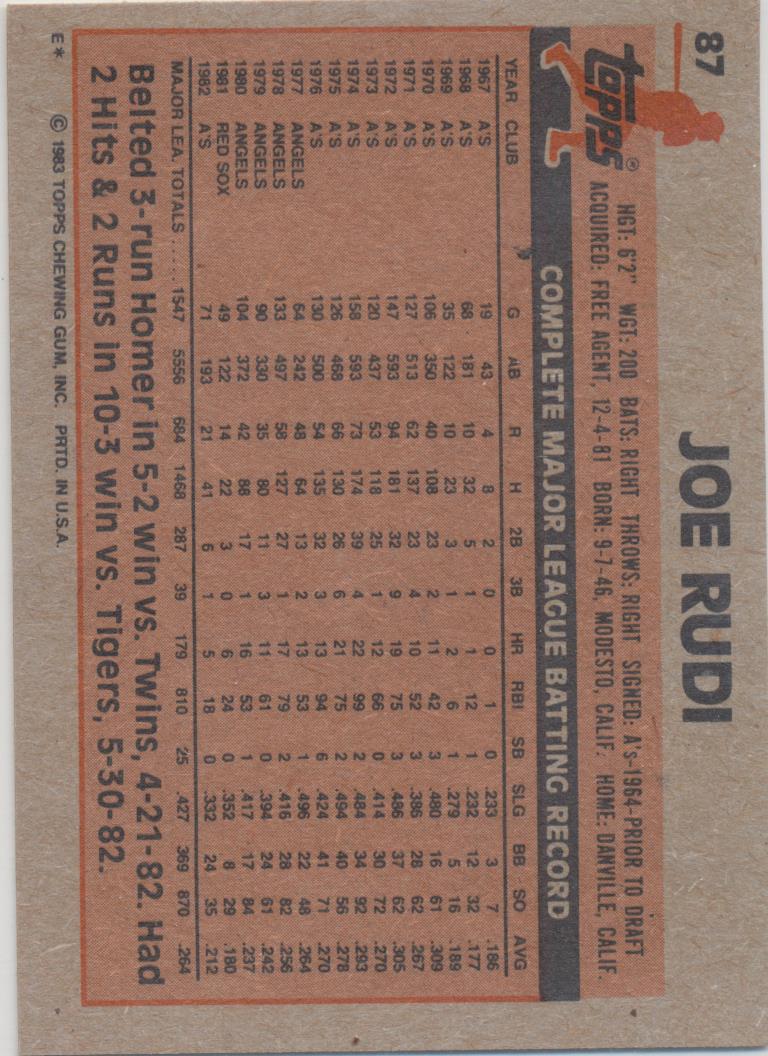 87
JOE RUDI
TOPPS®
HGT: 6'2" WGT: 200 BATS: RIGHT THROWS: RIGHT SIGNED: A's-1964-PRIOR TO DRAFT
ACQUIRED: FREE AGENT, 12-4-81 BORN: 9-7-46, MODESTO, CALIF. HOME: DANVILLE, CALIF.
COMPLETE MAJOR LEAGUE BATTING RECORD
YEAR CLUB G AB R H 2B 3B HR RBI SB SLG BB SO AVG
1967 A'S 19 43 4 8 2 0 0 1 0 .233 3 7 .186
1968 A'S 68 181 10 32 5 1 1 12 1 .232 12 32 .177
1969 A'S 35 122 10 23 3 1 2 6 1 .279 5 16 .189
1970 A'S 106 350 40 108 23 2 11 42 3 .480 16 61 .309
1971 A'S 127 513 62 137 23 4 10 52 3 .386 28 62 .267
1972 A'S 147 593 94 181 32 9 19 75 3 .486 37 62 .305
1973 A'S 120 437 53 118 25 1 12 66 0 .414 30 72 .270
1974 A'S 158 593 73 174 39 4 22 99 2 .484 34 92 .293
1975 A'S 126 468 66 130 26 6 21 75 2 .494 40 56 .278
1976 A'S 130 500 54 135 32 3 13 94 6 .424 41 71 .270
1977 ANGELS 64 242 48 64 13 2 13 53 1 .496 22 48 .264
1978 ANGELS 133 497 58 127 27 1 17 79 2 .416 28 82 .256
1979 ANGELS 90 330 35 80 11 3 11 61 0 .394 24 61 .242
1980 ANGELS 104 372 42 88 17 1 16 53 1 .417 17 84 .237
1981 RED SOX 49 122 14 22 3 0 6 24 0 .352 8 29 .180
1982 A'S 71 193 21 41 6 1 5 18 0 .332 24 35 .212
MAJOR LEA. TOTALS ...... 1547 5556 684 1468 287 39 179 810 25 .427 369 870 .264
Belted 3-run Homer in 5-2 win vs. Twins, 4-21-82. Had
2 Hits & 2 Runs in 10-3 win vs. Tigers, 5-30-82.
E* © 1983 TOPPS CHEWING GUM, INC. PRTD. IN U.S.A.